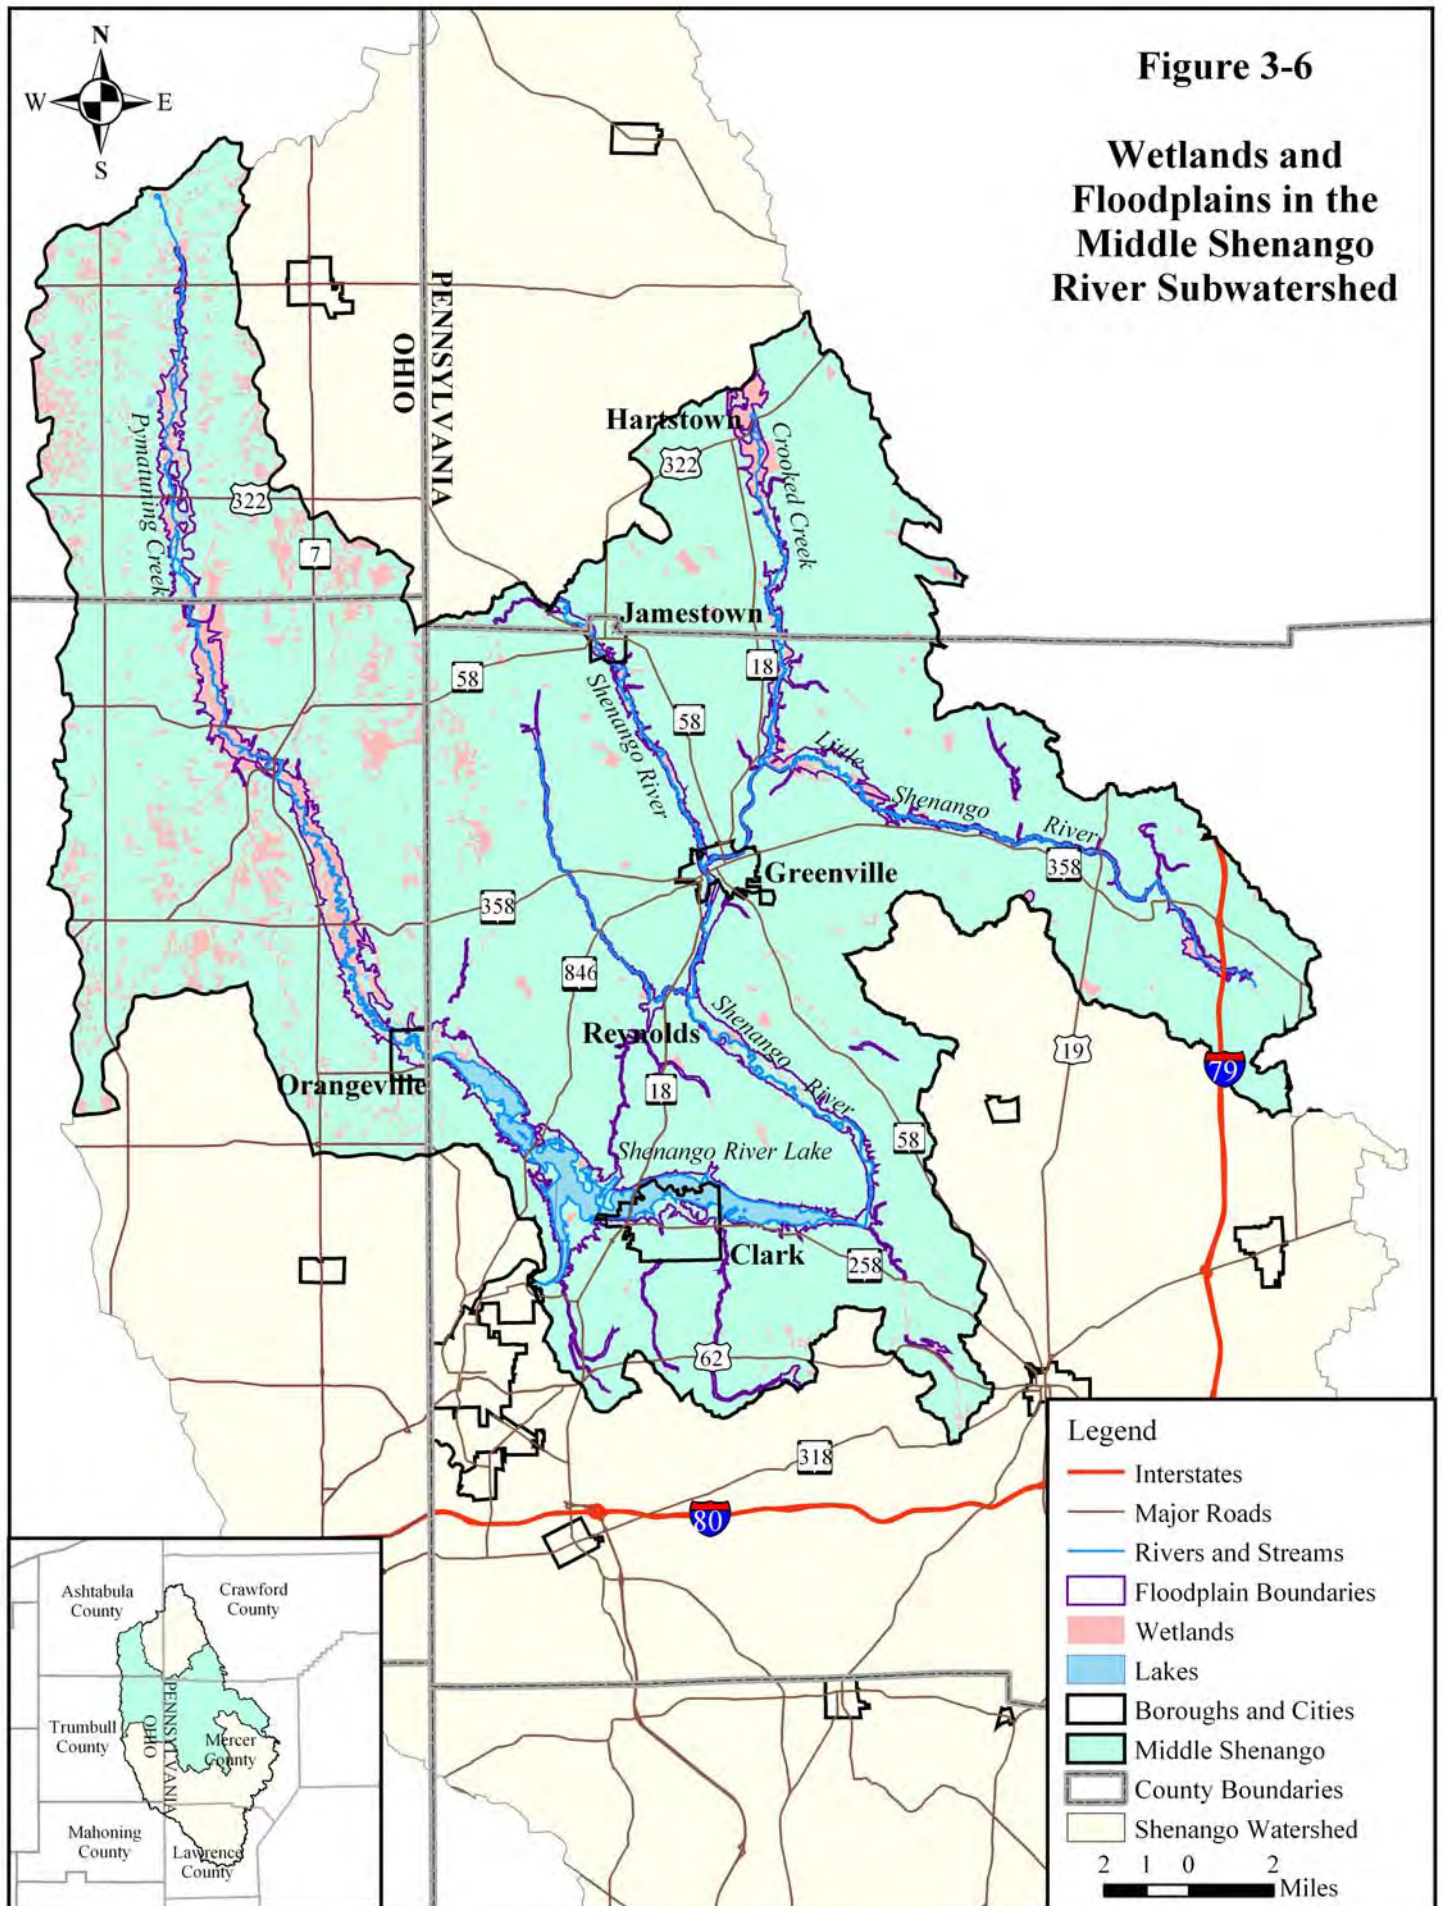 N
W
E
S
Figure 3-6
Wetlands and
Floodplains in the
Middle Shenango
River Subwatershed
PENNSYLVANIA
OHIO
Hartstown
322
Crooked Creek
Pymatuning Creek
322
7
Jamestown
58
18
Shenango River
58
Little
Shenango
River
Greenville
358
358
846
Shenango
River
Reynolds
19
79
Orangeville
18
58
Shenango River Lake
Clark
258
62
318
80
Legend
Interstates
Major Roads
Rivers and Streams
Floodplain Boundaries
Wetlands
Lakes
Boroughs and Cities
Middle Shenango
County Boundaries
Shenango Watershed
2 1 0 2
Miles
Ashtabula
County
Crawford
County
Trumbull
County
PENNSYLVANIA
OHIO
Mercer
County
Mahoning
County
Lawrence
County